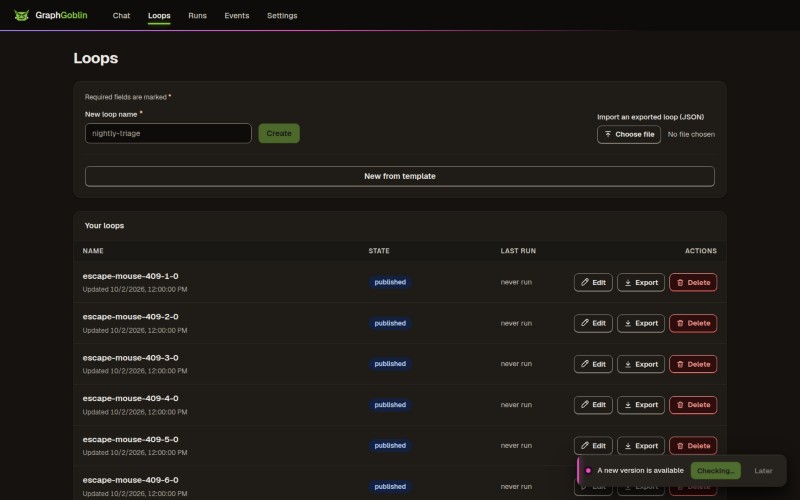 GraphGoblin
Chat
Loops
Runs
Events
Settings
Loops
Required fields are marked *
New loop name *
nightly-triage
Create
Import an exported loop (JSON)
Choose file
No file chosen
New from template
Your loops
NAME
STATE
LAST RUN
ACTIONS
escape-mouse-409-1-0
Updated 10/2/2026, 12:00:00 PM
published
never run
Edit
Export
Delete
escape-mouse-409-2-0
Updated 10/2/2026, 12:00:00 PM
published
never run
Edit
Export
Delete
escape-mouse-409-3-0
Updated 10/2/2026, 12:00:00 PM
published
never run
Edit
Export
Delete
escape-mouse-409-4-0
Updated 10/2/2026, 12:00:00 PM
published
never run
Edit
Export
Delete
escape-mouse-409-5-0
Updated 10/2/2026, 12:00:00 PM
published
never run
Edit
Export
Delete
escape-mouse-409-6-0
Updated 10/2/2026, 12:00:00 PM
published
never run
A new version is available
Checking...
Later